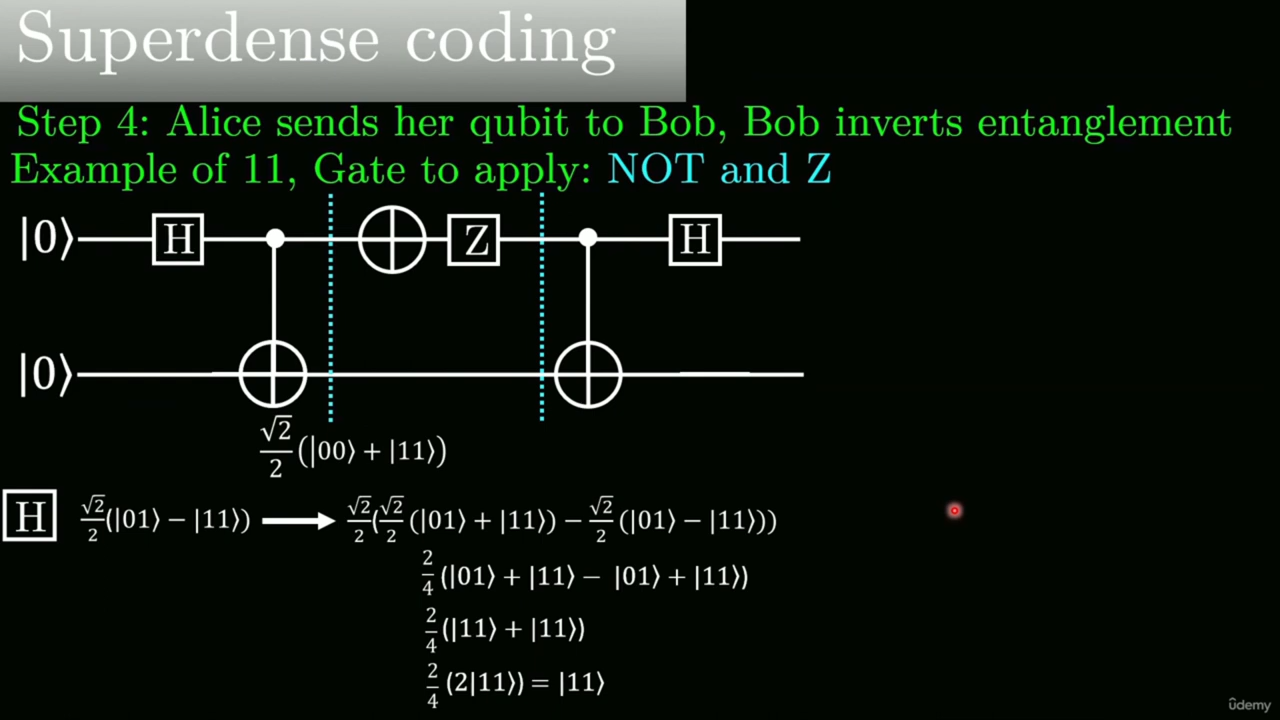 Superdense coding
Step 4: Alice sends her qubit to Bob, Bob inverts entanglement
Example of 11, Gate to apply: NOT and Z
|0⟩ H Z H
|0⟩
√2/2 (|00⟩ + |11⟩)
H √2/2(|01⟩ − |11⟩) → √2/2(√2/2 (|01⟩ + |11⟩) − √2/2 (|01⟩ − |11⟩)))
2/4 (|01⟩ + |11⟩ − |01⟩ + |11⟩)
2/4 (|11⟩ + |11⟩)
2/4 (2|11⟩) = |11⟩
ûdemy